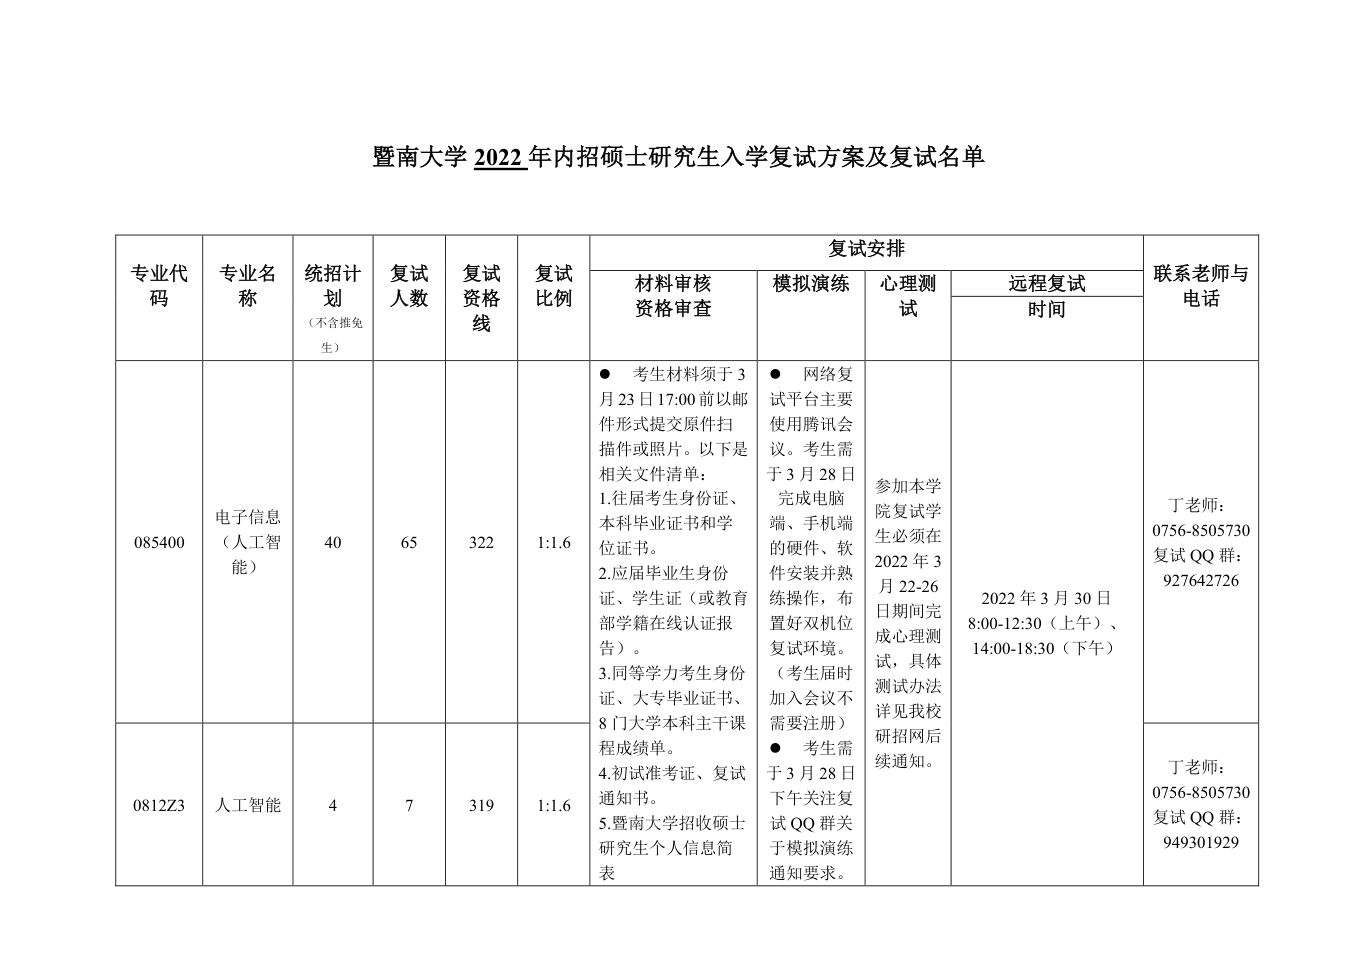 暨南大学 2022 年内招硕士研究生入学复试方案及复试名单
专业代
码
专业名
称
统招计
划
（不含推免
生）
复试
人数
复试
资格
线
复试
比例
复试安排
材料审核
资格审查
模拟演练
心理测
试
远程复试
时间
联系老师与
电话
085400
电子信息
（人工智
能）
40
65
322
1:1.6
● 考生材料须于 3
月 23 日 17:00 前以邮
件形式提交原件扫
描件或照片。以下是
相关文件清单：
1.往届考生身份证、
本科毕业证书和学
位证书。
2.应届毕业生身份
证、学生证（或教育
部学籍在线认证报
告）。
3.同等学力考生身份
证、大专毕业证书、
8 门大学本科主干课
程成绩单。
4.初试准考证、复试
通知书。
5.暨南大学招收硕士
研究生个人信息简
表
● 网络复
试平台主要
使用腾讯会
议。考生需
于 3 月 28 日
完成电脑
端、手机端
的硬件、软
件安装并熟
练操作，布
置好双机位
复试环境。
（考生届时
加入会议不
需要注册）
● 考生需
于 3 月 28 日
下午关注复
试 QQ 群关
于模拟演练
通知要求。
参加本学
院复试学
生必须在
2022 年 3
月 22-26
日期间完
成心理测
试，具体
测试办法
详见我校
研招网后
续通知。
2022 年 3 月 30 日
8:00-12:30（上午）、
14:00-18:30（下午）
丁老师：
0756-8505730
复试 QQ 群：
927642726
0812Z3
人工智能
4
7
319
1:1.6
丁老师：
0756-8505730
复试 QQ 群：
949301929